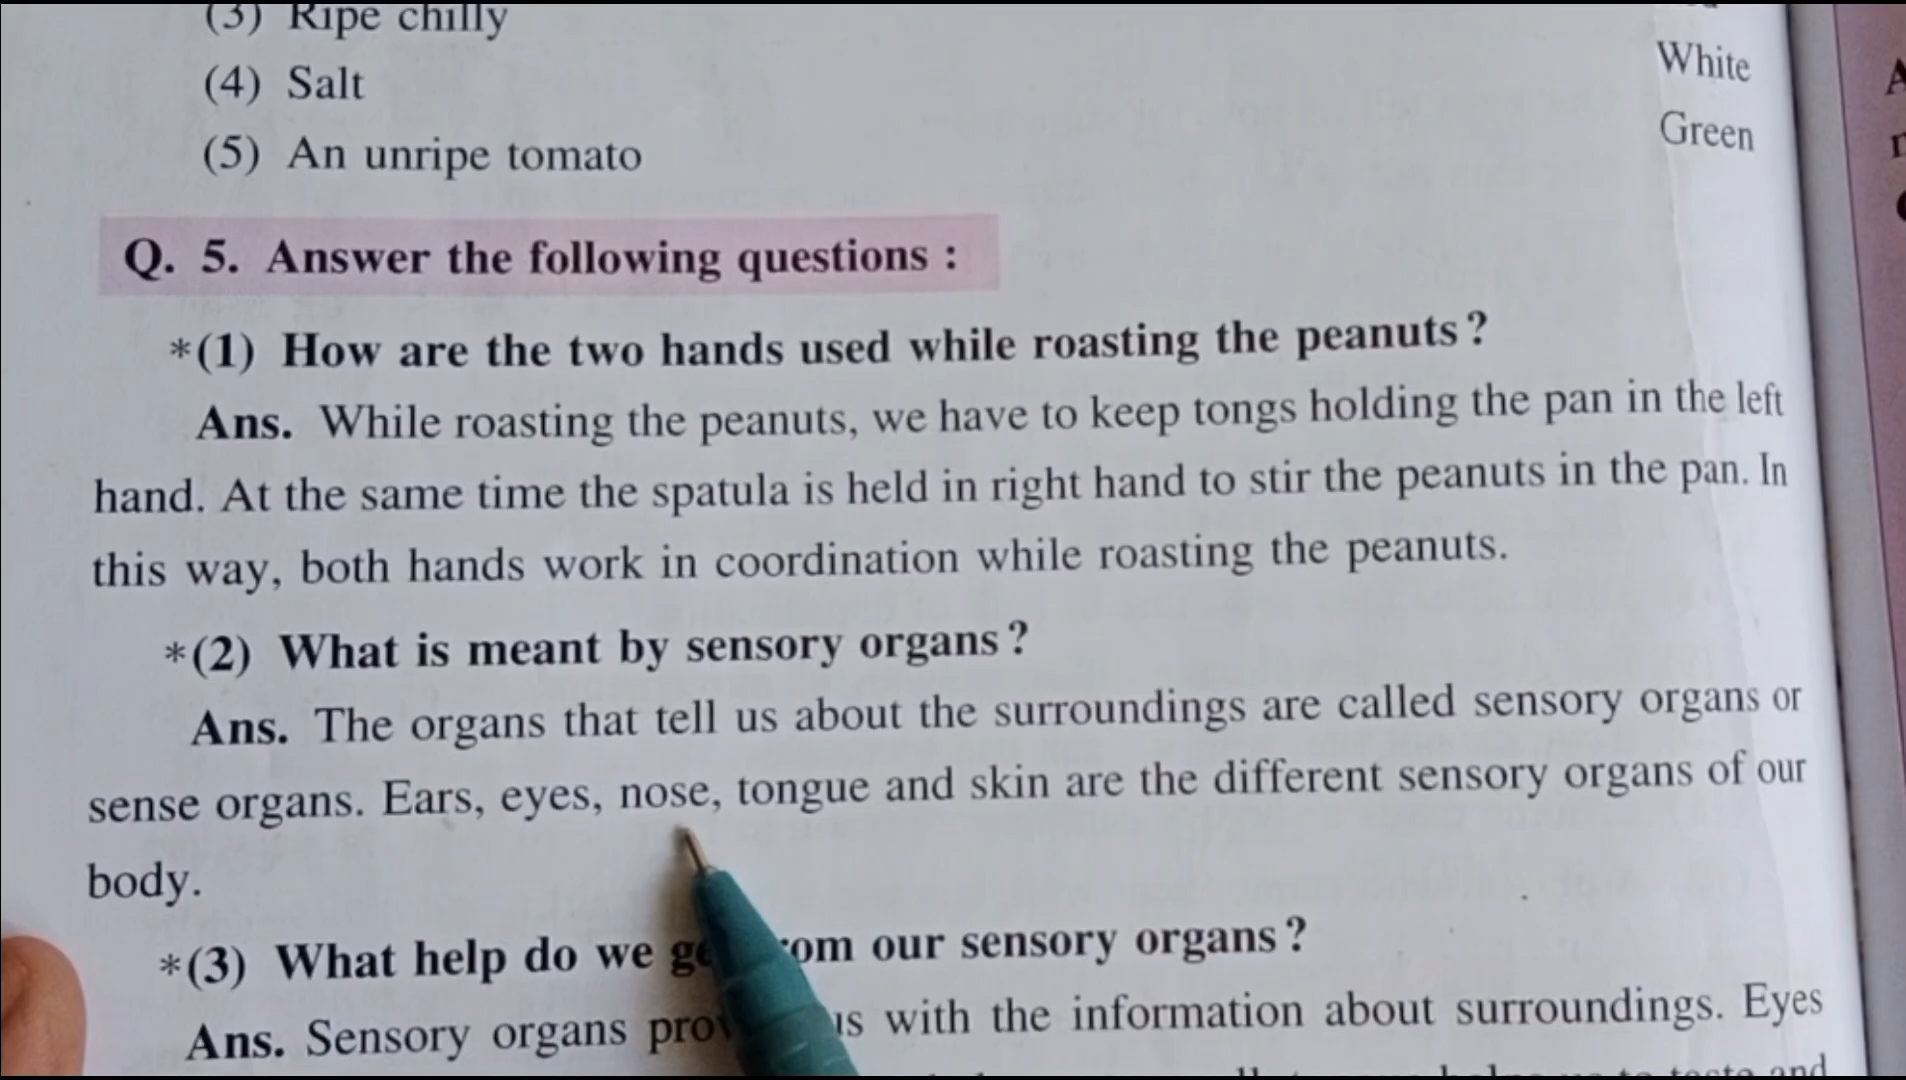 (3) Ripe chilly
(4) Salt White
(5) An unripe tomato Green
Q. 5. Answer the following questions :
*(1) How are the two hands used while roasting the peanuts?
Ans. While roasting the peanuts, we have to keep tongs holding the pan in the left
hand. At the same time the spatula is held in right hand to stir the peanuts in the pan. In
this way, both hands work in coordination while roasting the peanuts.
*(2) What is meant by sensory organs?
Ans. The organs that tell us about the surroundings are called sensory organs or
sense organs. Ears, eyes, nose, tongue and skin are the different sensory organs of our
body.
*(3) What help do we our sensory organs?
Ans. Sensory organs with the information about surroundings. Eyes
to taste and